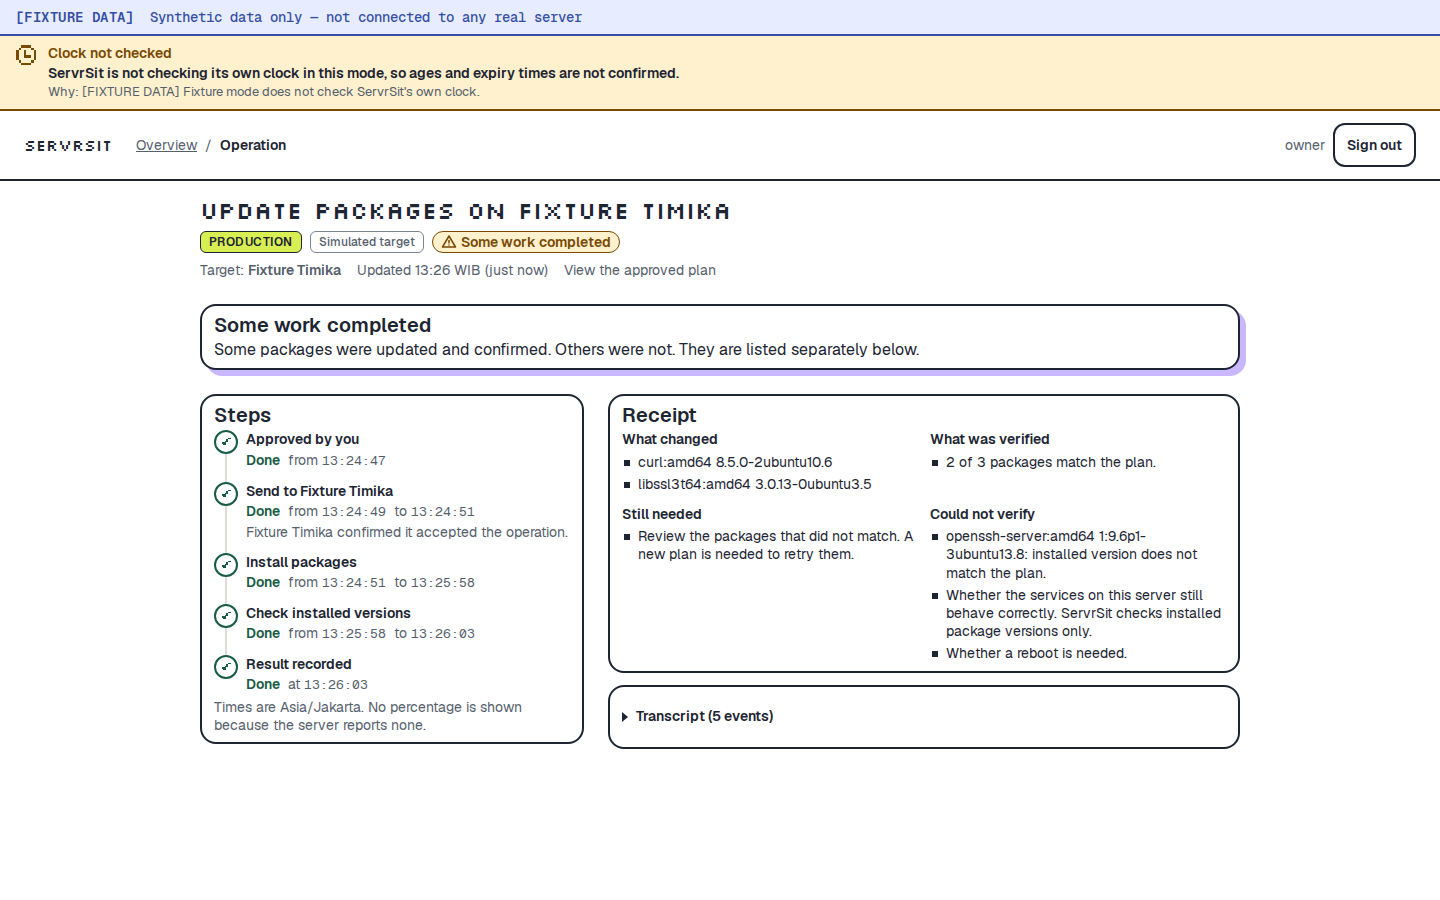 [FIXTURE DATA] Synthetic data only — not connected to any real server
Clock not checked
ServrSit is not checking its own clock in this mode, so ages and expiry times are not confirmed.
Why: [FIXTURE DATA] Fixture mode does not check ServrSit's own clock.
SERVRSIT
Overview / Operation
owner
Sign out
UPDATE PACKAGES ON FIXTURE TIMIKA
PRODUCTION
Simulated target
Some work completed
Target: Fixture Timika Updated 13:26 WIB (just now) View the approved plan
Some work completed
Some packages were updated and confirmed. Others were not. They are listed separately below.
Steps
Approved by you
Done from 13:24:47
Send to Fixture Timika
Done from 13:24:49 to 13:24:51
Fixture Timika confirmed it accepted the operation.
Install packages
Done from 13:24:51 to 13:25:58
Check installed versions
Done from 13:25:58 to 13:26:03
Result recorded
Done at 13:26:03
Times are Asia/Jakarta. No percentage is shown
because the server reports none.
Receipt
What changed
curl:amd64 8.5.0-2ubuntu10.6
libssl3t64:amd64 3.0.13-0ubuntu3.5
What was verified
2 of 3 packages match the plan.
Still needed
Review the packages that did not match. A
new plan is needed to retry them.
Could not verify
openssh-server:amd64 1:9.6p1-
3ubuntu13.8: installed version does not
match the plan.
Whether the services on this server still
behave correctly. ServrSit checks installed
package versions only.
Whether a reboot is needed.
Transcript (5 events)